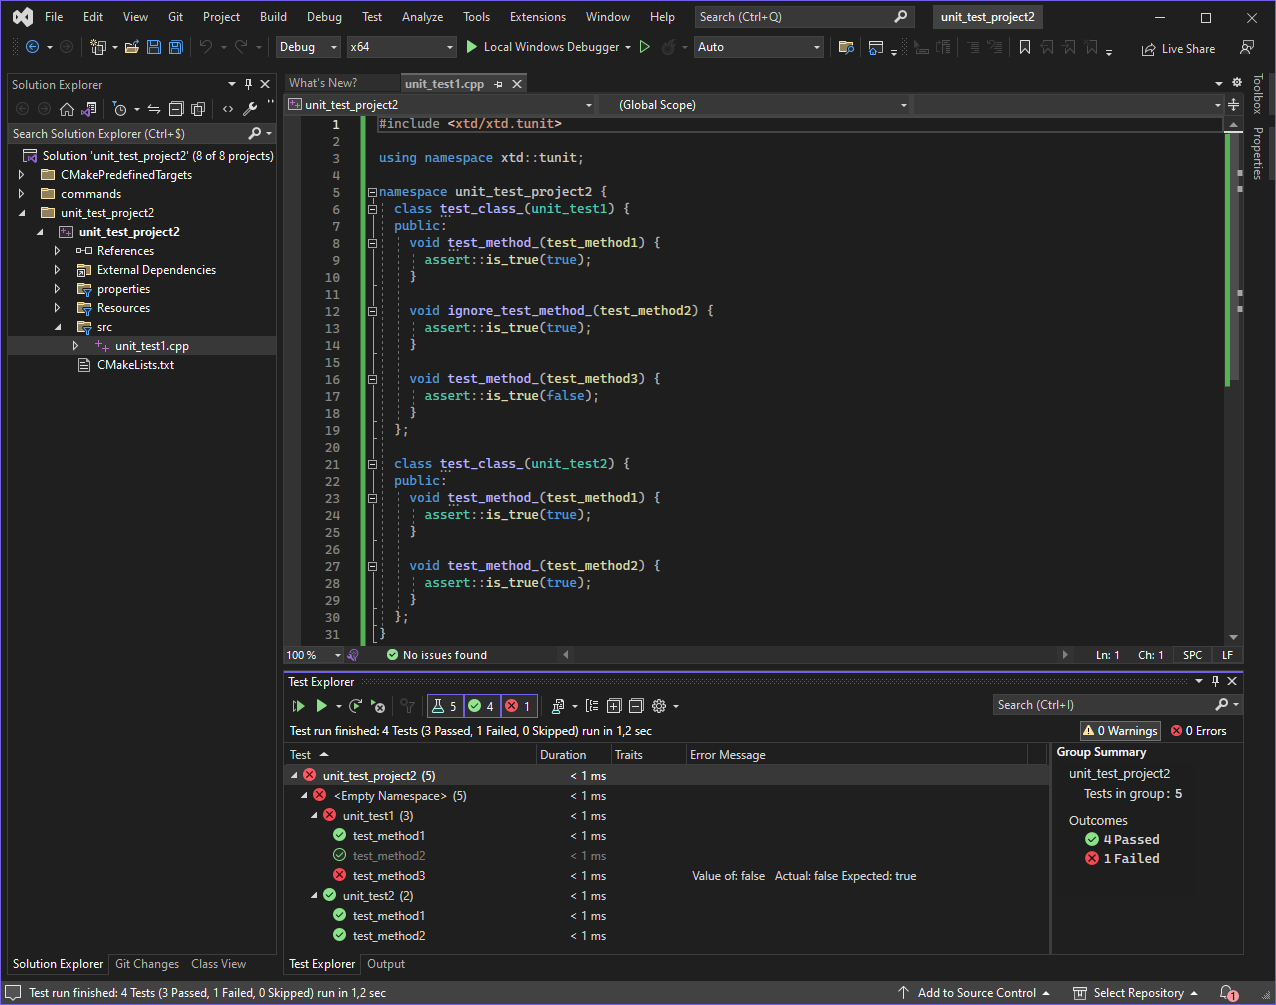 File Edit View Git Project Build Debug Test Analyze Tools Extensions Window Help Search (Ctrl+Q) unit_test_project2
Debug x64 Local Windows Debugger Auto Live Share
Solution Explorer
Search Solution Explorer (Ctrl+$)
Solution 'unit_test_project2' (8 of 8 projects)
CMakePredefinedTargets
commands
unit_test_project2
unit_test_project2
References
External Dependencies
properties
Resources
src
unit_test1.cpp
CMakeLists.txt
Solution Explorer Git Changes Class View
What's New? unit_test1.cpp
unit_test_project2 (Global Scope)
1 #include <xtd/xtd.tunit>
2
3 using namespace xtd::tunit;
4
5 namespace unit_test_project2 {
6 class test_class_(unit_test1) {
7 public:
8 void test_method_(test_method1) {
9 assert::is_true(true);
10 }
11
12 void ignore_test_method_(test_method2) {
13 assert::is_true(true);
14 }
15
16 void test_method_(test_method3) {
17 assert::is_true(false);
18 }
19 };
20
21 class test_class_(unit_test2) {
22 public:
23 void test_method_(test_method1) {
24 assert::is_true(true);
25 }
26
27 void test_method_(test_method2) {
28 assert::is_true(true);
29 }
30 };
31 }
100 % No issues found Ln: 1 Ch: 1 SPC LF
Toolbox
Properties
Test Explorer
5 4 1 Search (Ctrl+I)
Test run finished: 4 Tests (3 Passed, 1 Failed, 0 Skipped) run in 1,2 sec 0 Warnings 0 Errors
Test Duration Traits Error Message
unit_test_project2 (5) < 1 ms
<Empty Namespace> (5) < 1 ms
unit_test1 (3) < 1 ms
test_method1 < 1 ms
test_method2 < 1 ms
test_method3 < 1 ms Value of: false Actual: false Expected: true
unit_test2 (2) < 1 ms
test_method1 < 1 ms
test_method2 < 1 ms
Group Summary
unit_test_project2
Tests in group: 5
Outcomes
4 Passed
1 Failed
Test Explorer Output
Test run finished: 4 Tests (3 Passed, 1 Failed, 0 Skipped) run in 1,2 sec Add to Source Control Select Repository 1